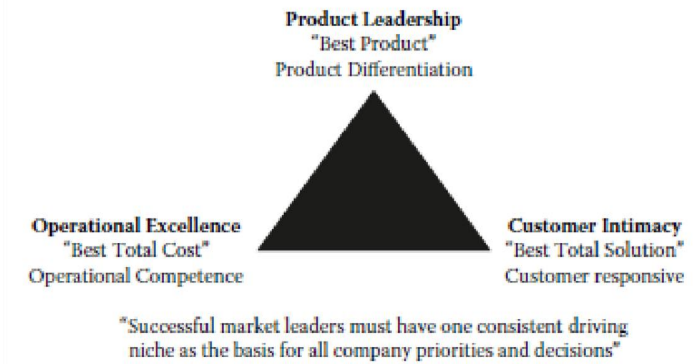 Product Leadership
“Best Product”
Product Differentiation
Operational Excellence
“Best Total Cost”
Operational Competence
Customer Intimacy
“Best Total Solution”
Customer responsive
“Successful market leaders must have one consistent driving
niche as the basis for all company priorities and decisions”